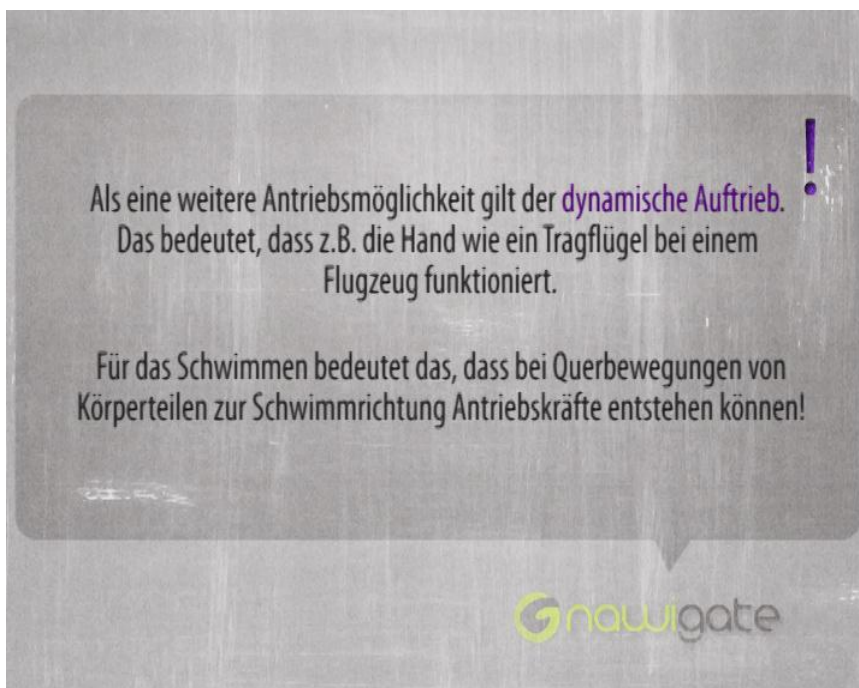 !
Als eine weitere Antriebsmöglichkeit gilt der dynamische Auftrieb.
Das bedeutet, dass z.B. die Hand wie ein Tragflügel bei einem
Flugzeug funktioniert.
Für das Schwimmen bedeutet das, dass bei Querbewegungen von
Körperteilen zur Schwimmrichtung Antriebskräfte entstehen können!
Gnawigate